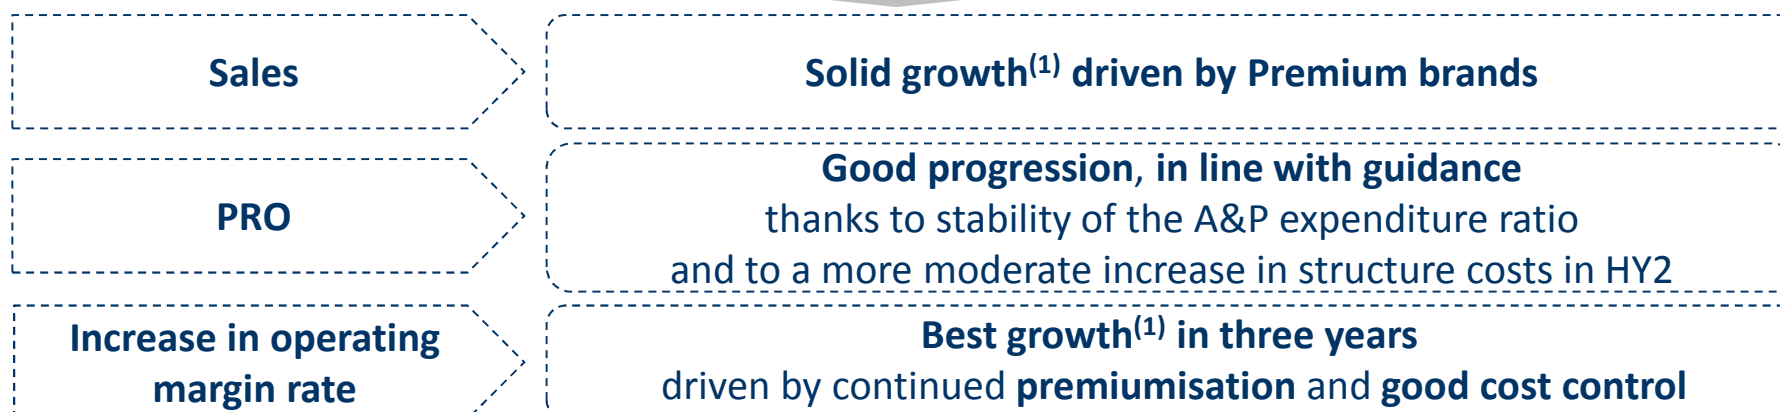 Sales
Solid growth(1) driven by Premium brands
PRO
Good progression, in line with guidance
thanks to stability of the A&P expenditure ratio
and to a more moderate increase in structure costs in HY2
Increase in operating
margin rate
Best growth(1) in three years
driven by continued premiumisation and good cost control